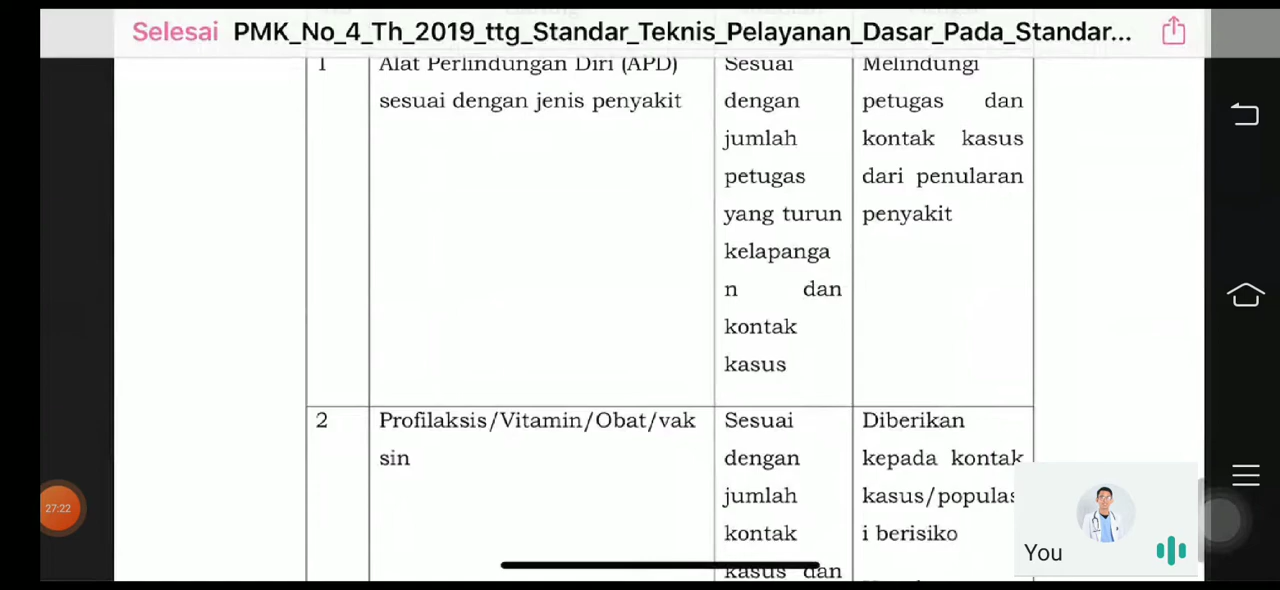 Selesai PMK_No_4_Th_2019_ttg_Standar_Teknis_Pelayanan_Dasar_Pada_Standar...
1 Alat Perlindungan Diri (APD) Sesuai Melindungi
sesuai dengan jenis penyakit dengan petugas dan
jumlah kontak kasus
petugas dari penularan
yang turun penyakit
kelapanga
n dan
kontak
kasus
2 Profilaksis/Vitamin/Obat/vak Sesuai Diberikan
sin dengan kepada kontak
jumlah kasus/populas
kontak i berisiko
kasus dan
27:22
You